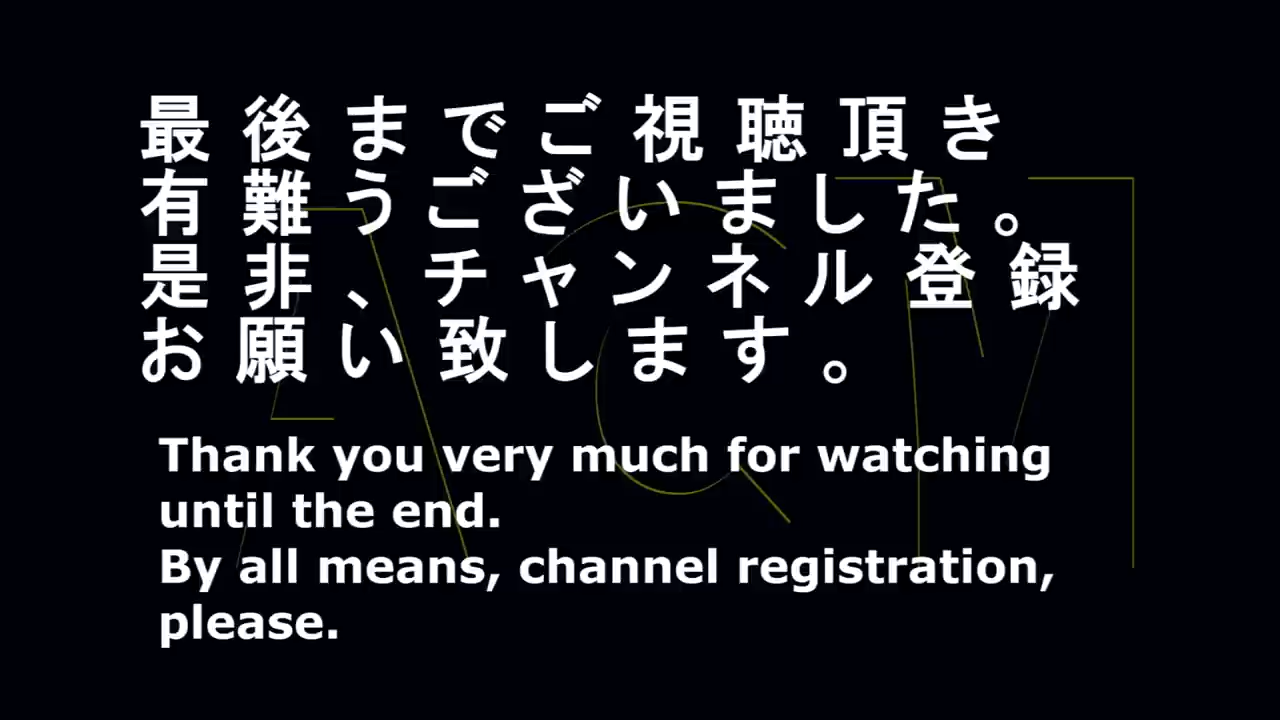 最後までご視聴頂き
有難うございました。
是非、チャンネル登録
お願い致します。
Thank you very much for watching
until the end.
By all means, channel registration,
please.